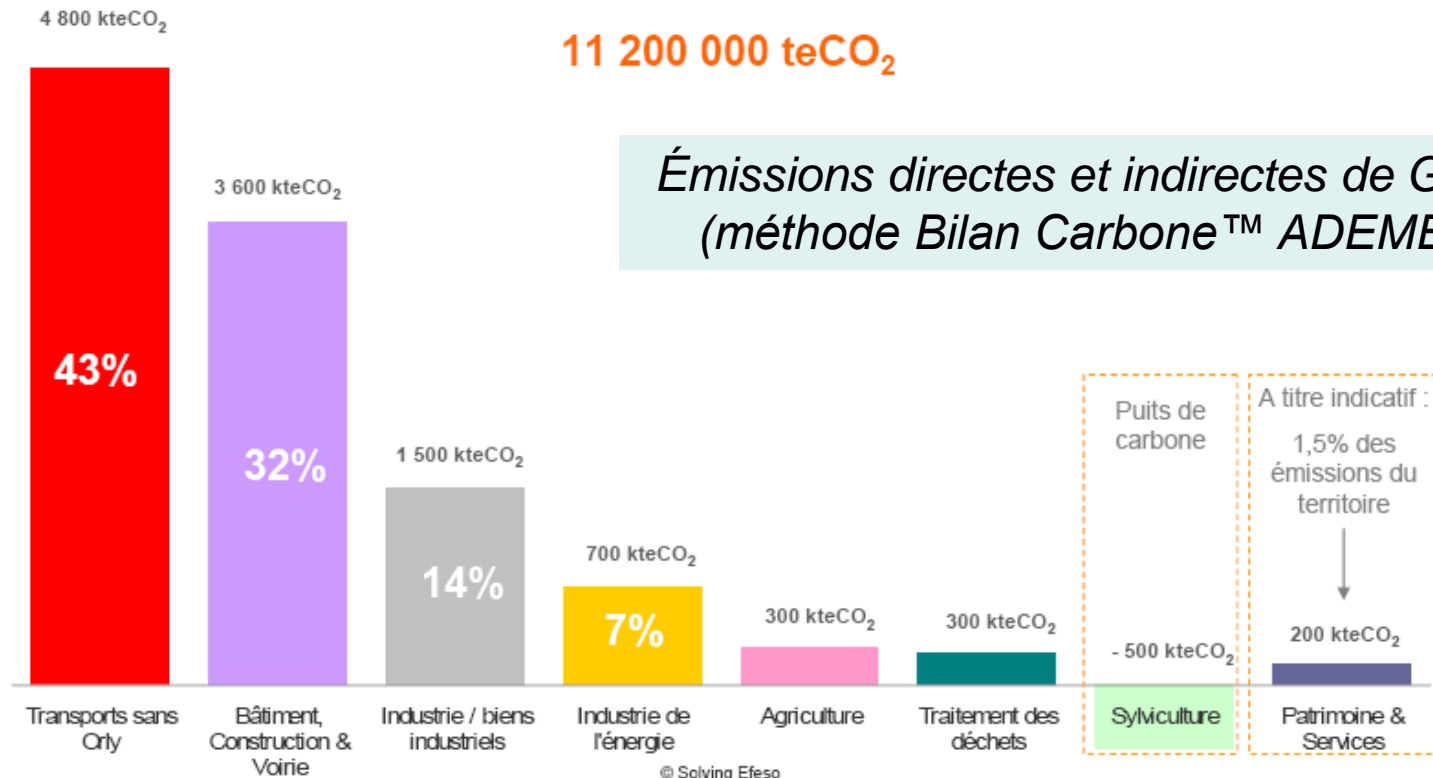 4 800 kteCO₂
11 200 000 teCO₂
Émissions directes et indirectes de
(méthode Bilan Carbone™ ADEME
3 600 kteCO₂
43%
32%
1 500 kteCO₂
14%
700 kteCO₂
7%
300 kteCO₂
300 kteCO₂
Puits de
carbone
- 500 kteCO₂
A titre indicatif :
1,5% des
émissions du
territoire
200 kteCO₂
Transports sans
Orly
Bâtiment,
Construction &
Voirie
Industrie / biens
industriels
Industrie de
l'énergie
Agriculture
Traitement des
déchets
Sylviculture
Patrimoine &
Services
© Solving Efeso